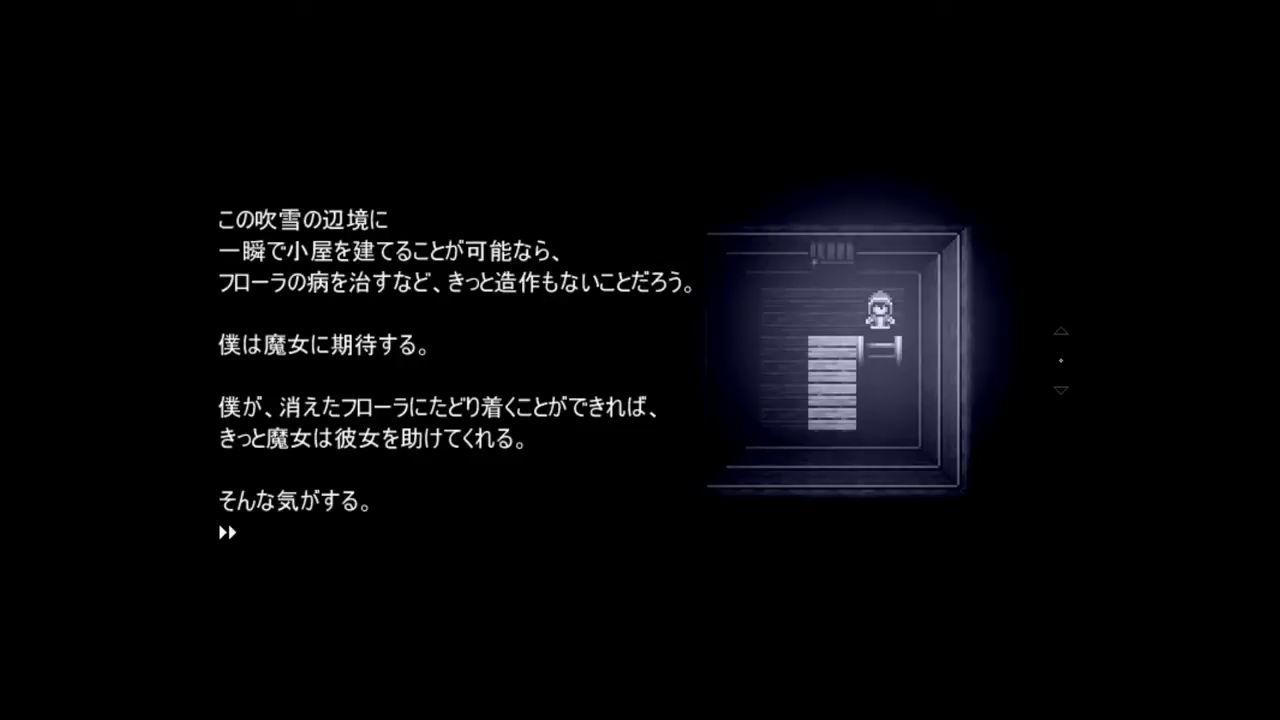 この吹雪の辺境に
一瞬で小屋を建てることが可能なら、
フローラの病を治すなど、きっと造作もないことだろう。
僕は魔女に期待する。
僕が、消えたフローラにたどり着くことができれば、
きっと魔女は彼女を助けてくれる。
そんな気がする。